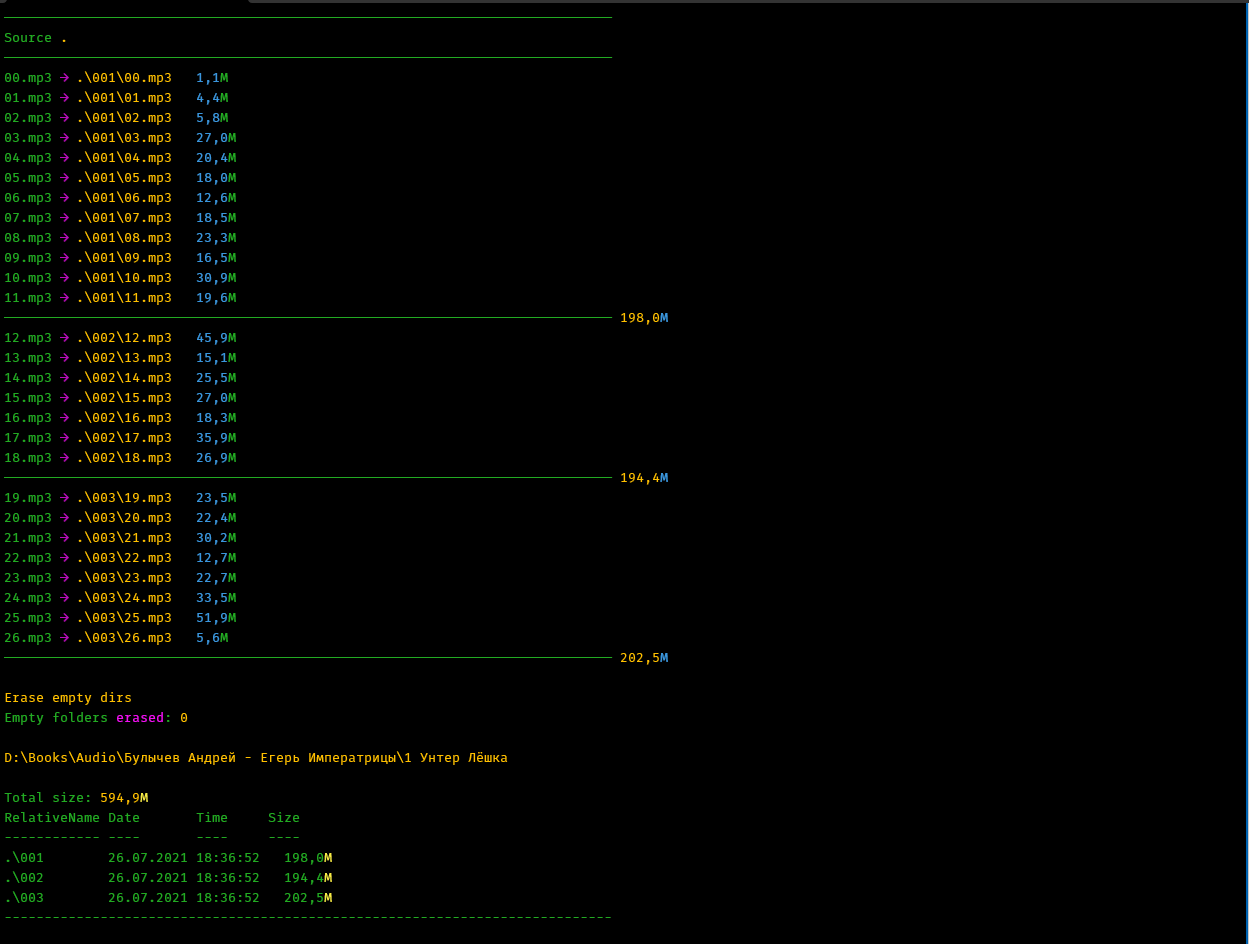 Source .
00.mp3 → .\001\00.mp3 1,1M
01.mp3 → .\001\01.mp3 4,4M
02.mp3 → .\001\02.mp3 5,8M
03.mp3 → .\001\03.mp3 27,0M
04.mp3 → .\001\04.mp3 20,4M
05.mp3 → .\001\05.mp3 18,0M
06.mp3 → .\001\06.mp3 12,6M
07.mp3 → .\001\07.mp3 18,5M
08.mp3 → .\001\08.mp3 23,3M
09.mp3 → .\001\09.mp3 16,5M
10.mp3 → .\001\10.mp3 30,9M
11.mp3 → .\001\11.mp3 19,6M
198,0M
12.mp3 → .\002\12.mp3 45,9M
13.mp3 → .\002\13.mp3 15,1M
14.mp3 → .\002\14.mp3 25,5M
15.mp3 → .\002\15.mp3 27,0M
16.mp3 → .\002\16.mp3 18,3M
17.mp3 → .\002\17.mp3 35,9M
18.mp3 → .\002\18.mp3 26,9M
194,4M
19.mp3 → .\003\19.mp3 23,5M
20.mp3 → .\003\20.mp3 22,4M
21.mp3 → .\003\21.mp3 30,2M
22.mp3 → .\003\22.mp3 12,7M
23.mp3 → .\003\23.mp3 22,7M
24.mp3 → .\003\24.mp3 33,5M
25.mp3 → .\003\25.mp3 51,9M
26.mp3 → .\003\26.mp3 5,6M
202,5M
Erase empty dirs
Empty folders erased: 0
D:\Books\Audio\Булычев Андрей - Егерь Императрицы\1 Унтер Лёшка
Total size: 594,9M
RelativeName Date Time Size
------------ ---- ---- ----
.\001 26.07.2021 18:36:52 198,0M
.\002 26.07.2021 18:36:52 194,4M
.\003 26.07.2021 18:36:52 202,5M
----------------------------------------------------------------------------